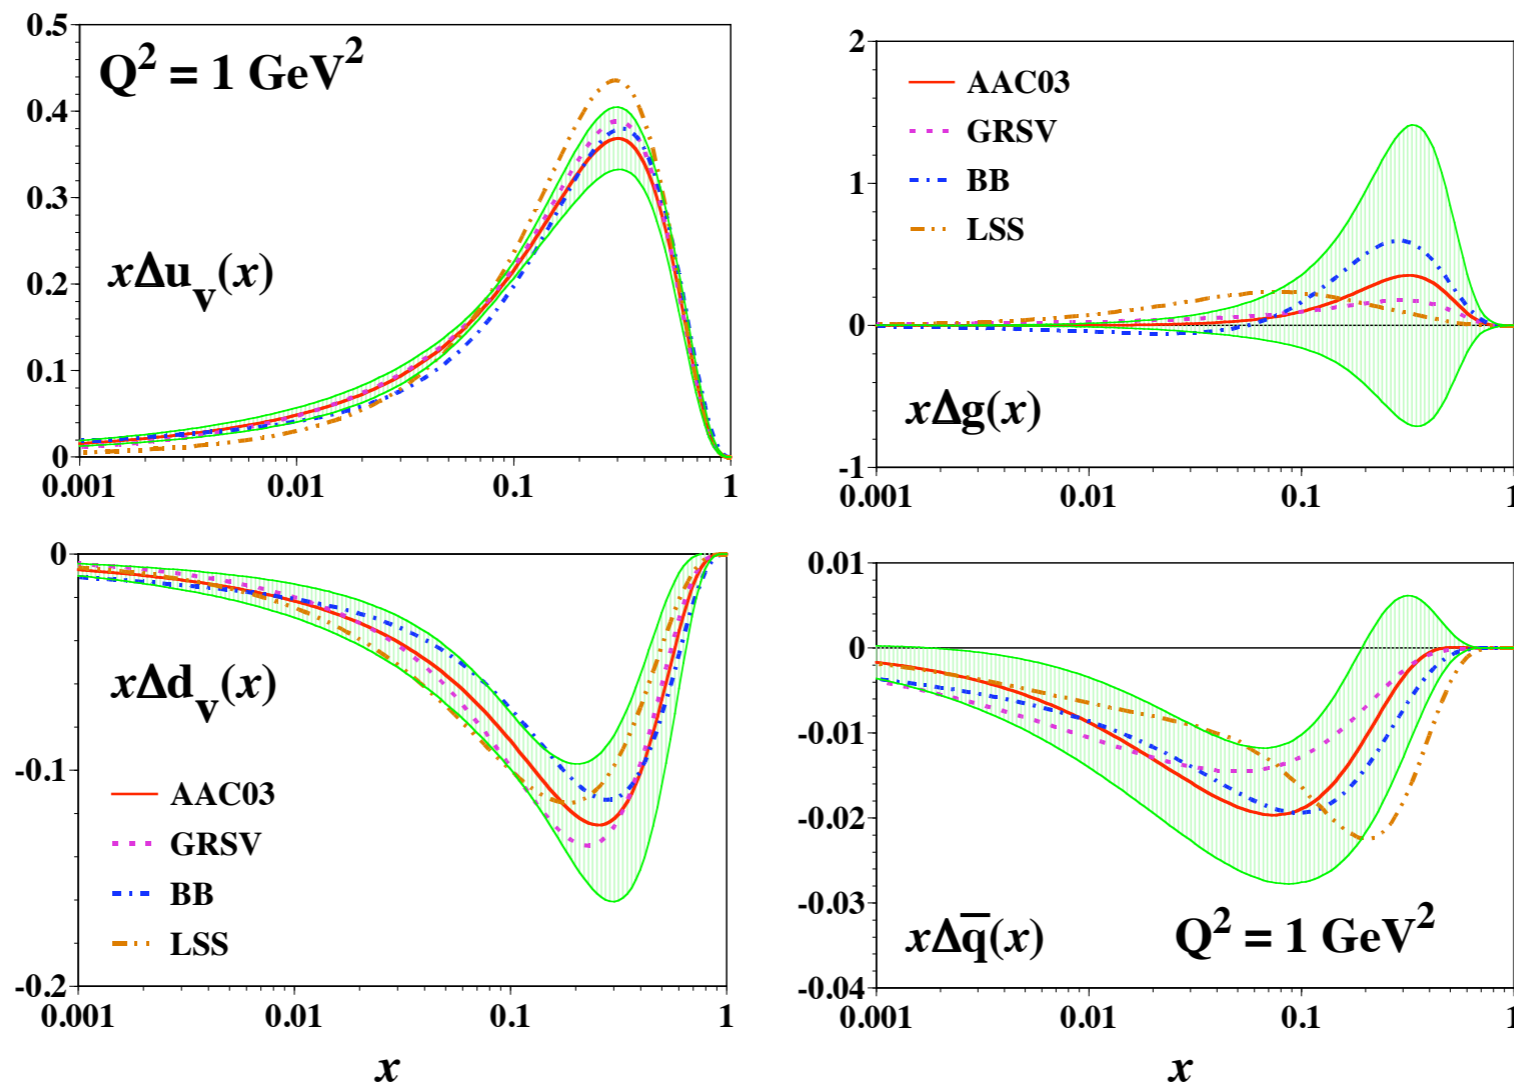 0.5
Q² = 1 GeV²
0.4
0.3
xΔu_v(x)
0.2
0.1
0
0.001 0.01 0.1 1
2
AAC03
GRSV
1
BB
LSS
0
xΔg(x)
-1
0.001 0.01 0.1 1
0
xΔd_v(x)
-0.1
AAC03
GRSV
BB
LSS
-0.2
0.001 0.01 0.1 1
x
0.01
0
-0.01
-0.02
-0.03
xΔq̅(x) Q² = 1 GeV²
-0.04
0.001 0.01 0.1 1
x